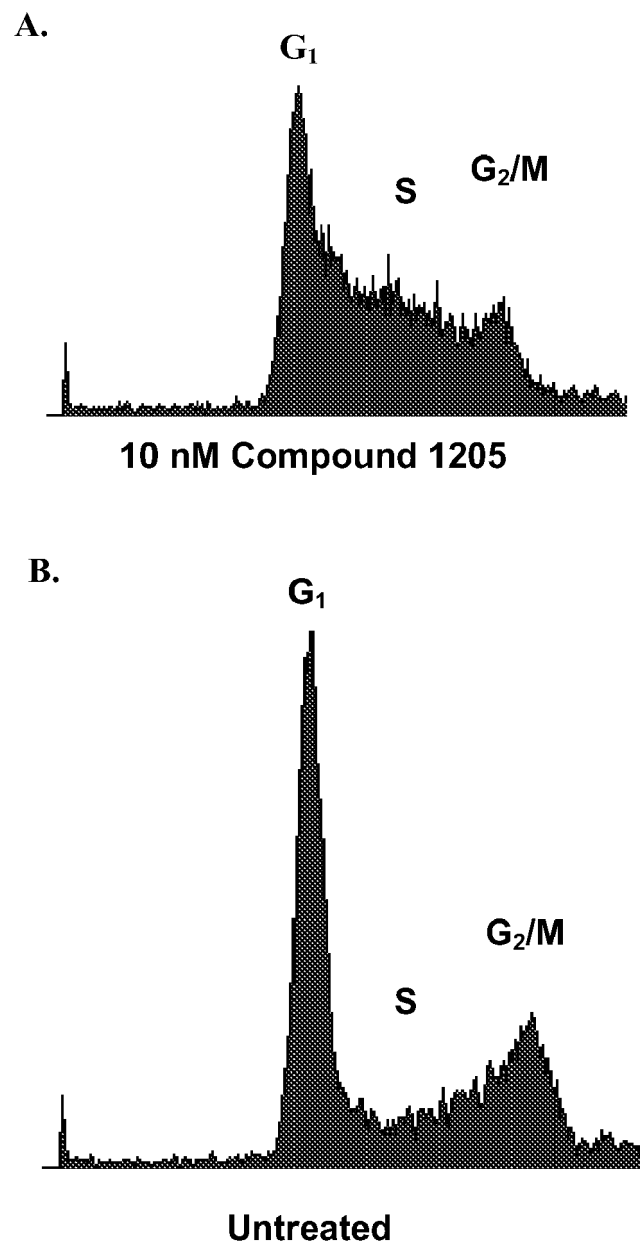 A.
G₁
S
G₂/M
10 nM Compound 1205
B.
G₁
S
G₂/M
Untreated